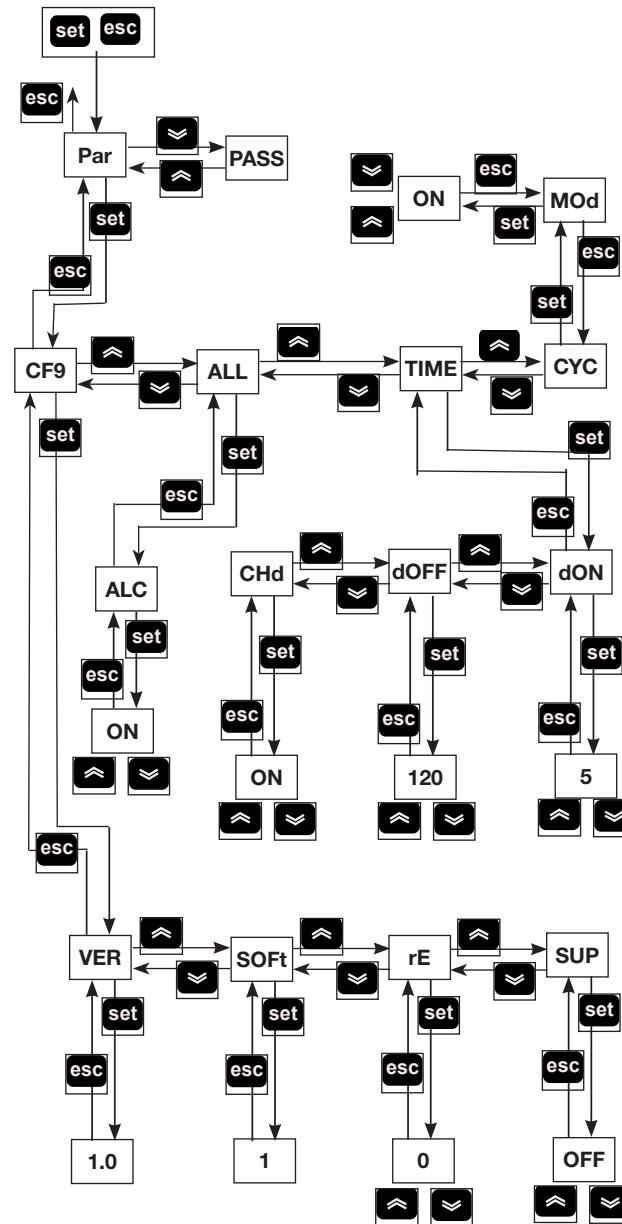 set esc
esc
Par
PASS
set
esc
esc
ON
MOd
set
esc
set
CF9
ALL
TIME
CYC
set
set
set
esc
esc
ALC
CHd
dOFF
dON
set
set
set
set
esc
esc
esc
esc
ON
ON
120
5
esc
VER
SOFt
rE
SUP
set
set
set
set
esc
esc
esc
esc
1.0
1
0
OFF